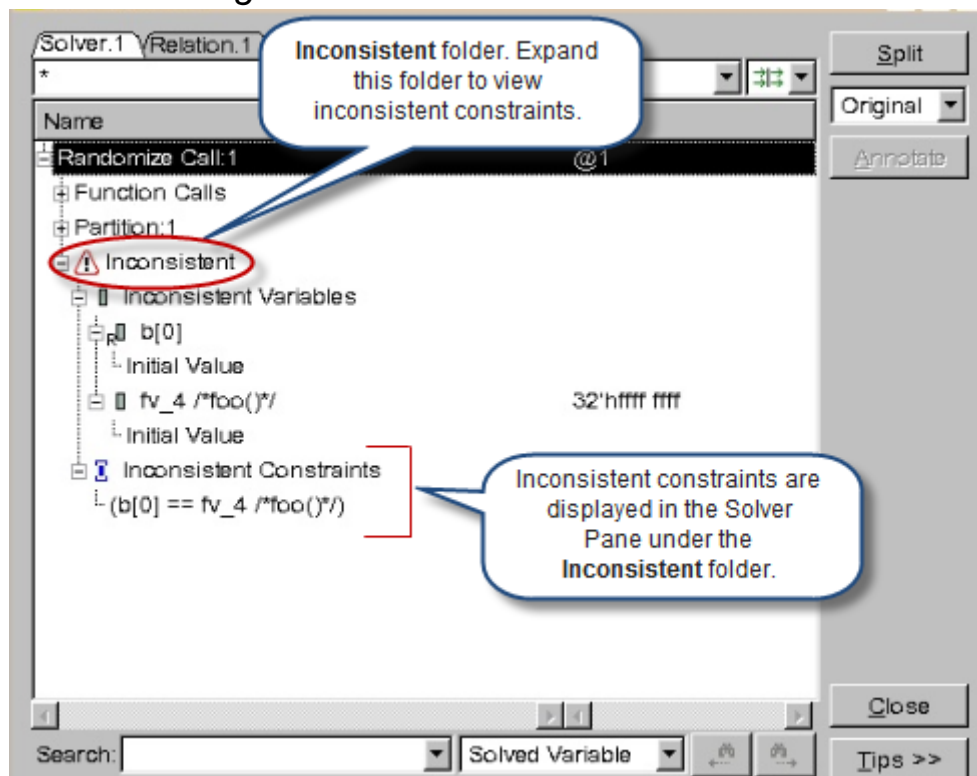 Solver.1 Relation.1
Inconsistent folder. Expand
this folder to view
inconsistent constraints.
Split
*
Original
Name
Annotate
Randomize Call:1 @1
Function Calls
Partition:1
Inconsistent
Inconsistent Variables
R b[0]
Initial Value
fv_4 /*foo()*/ 32'hffff ffff
Initial Value
Inconsistent Constraints
(b[0] == fv_4 /*foo()*/)
Inconsistent constraints are
displayed in the Solver
Pane under the
Inconsistent folder.
Close
Search: Solved Variable
Tips >>